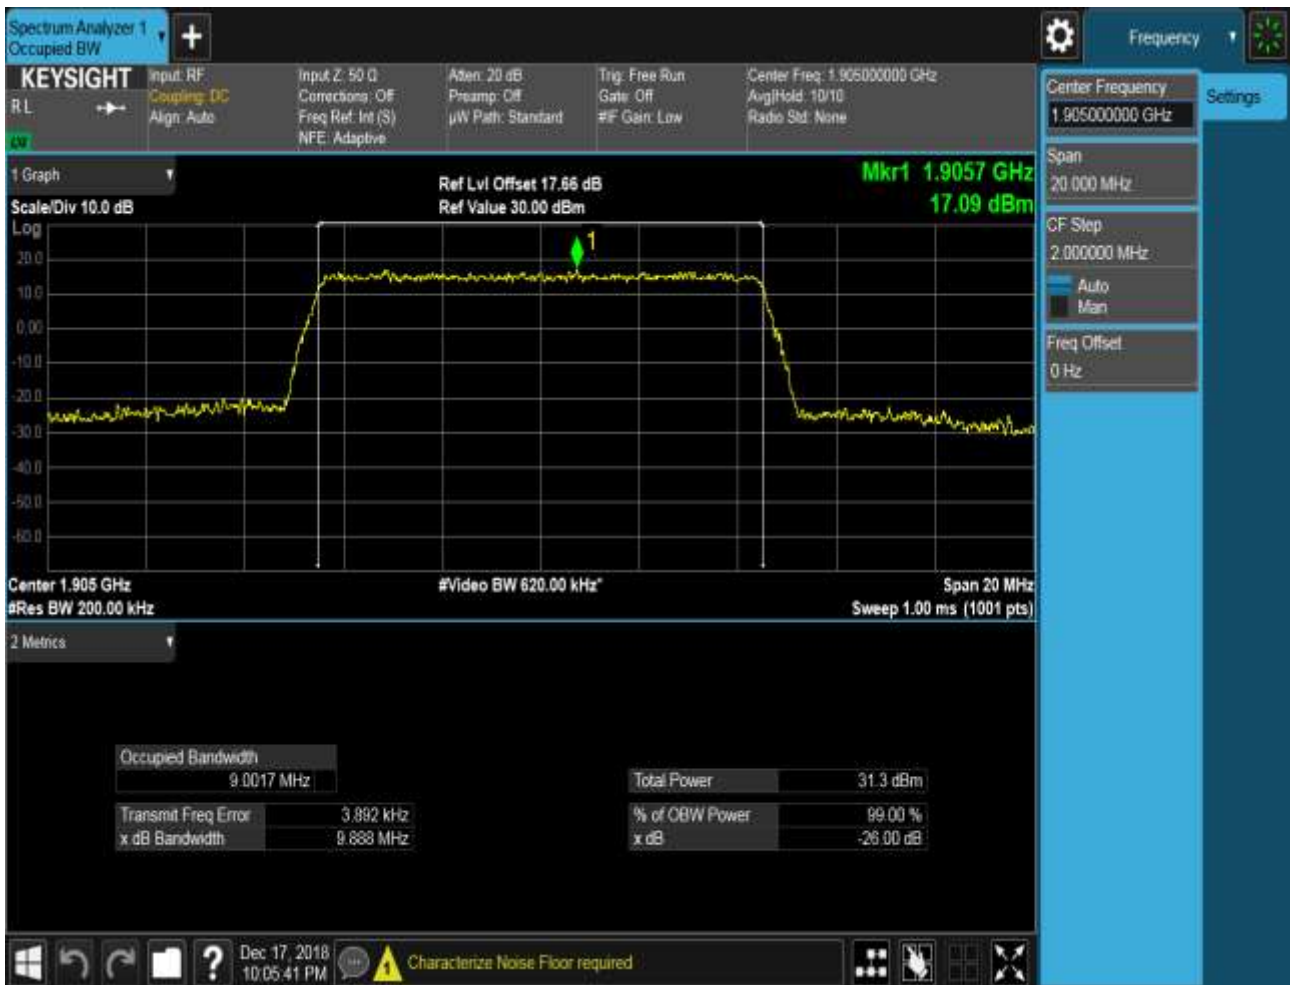 Spectrum Analyzer 1
Occupied BW
Frequency
KEYSIGHT
R L
Input: RF
Coupling: DC
Align: Auto
Input Z: 50 Ω
Corrections: Off
Freq Ref: Int (S)
NFE: Adaptive
Atten: 20 dB
Preamp: Off
µW Path: Standard
Trig: Free Run
Gate: Off
#IF Gain: Low
Center Freq: 1.905000000 GHz
Avg|Hold: 10/10
Radio Std: None
Center Frequency
1.905000000 GHz
Settings
Span
20.000 MHz
CF Step
2.000000 MHz
Auto
Man
Freq Offset
0 Hz
1 Graph
Scale/Div 10.0 dB
Ref Lvl Offset 17.66 dB
Ref Value 30.00 dBm
Mkr1 1.9057 GHz
17.09 dBm
Log
1
20.0
10.0
0.00
-10.0
-20.0
-30.0
-40.0
-50.0
-60.0
Center 1.905 GHz
#Video BW 620.00 kHz*
Span 20 MHz
#Res BW 200.00 kHz
Sweep 1.00 ms (1001 pts)
2 Metrics
Occupied Bandwidth
9.0017 MHz
Total Power 31.3 dBm
Transmit Freq Error 3.892 kHz
% of OBW Power 99.00 %
x dB Bandwidth 9.888 MHz
x dB -26.00 dB
Dec 17, 2018
10:05:41 PM
Characterize Noise Floor required